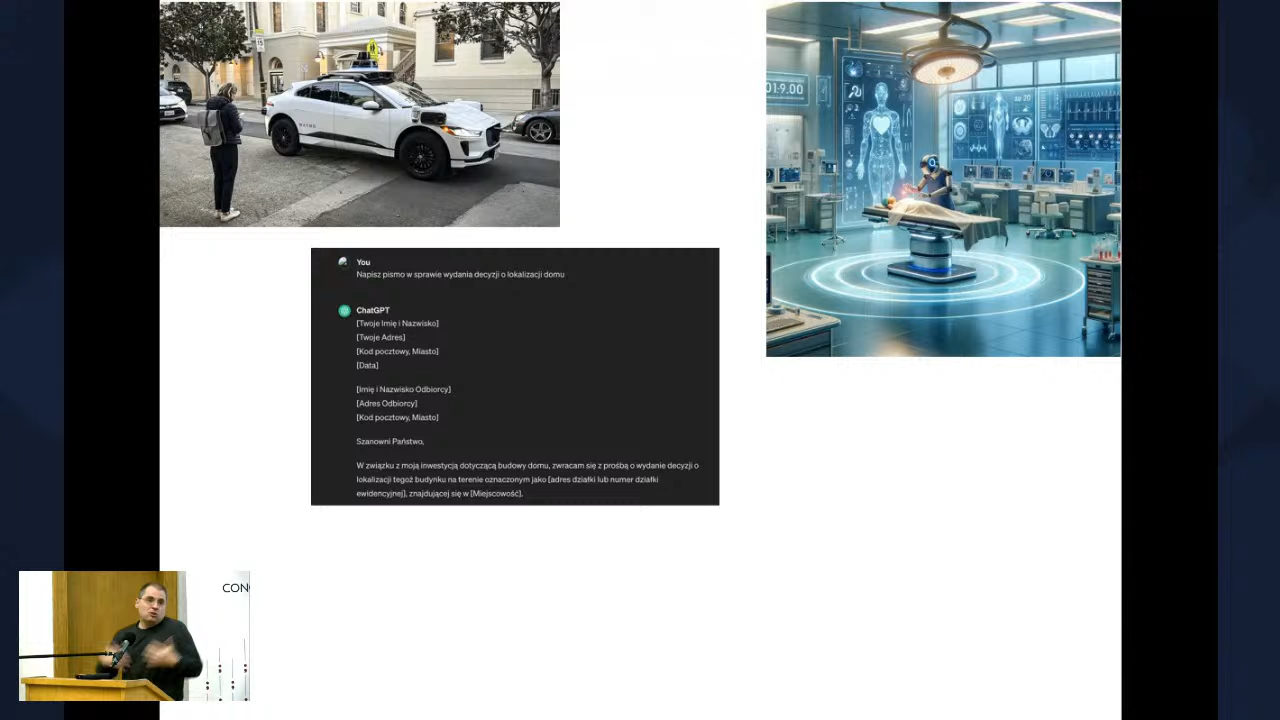 WAYMO
You
Napisz pismo w sprawie wydania decyzji o lokalizacji domu
ChatGPT
[Twoje Imię i Nazwisko]
[Twoje Adres]
[Kod pocztowy, Miasto]
[Data]
[Imię i Nazwisko Odbiorcy]
[Adres Odbiorcy]
[Kod pocztowy, Miasto]
Szanowni Państwo,
W związku z moją inwestycją dotyczącą budowy domu, zwracam się z prośbą o wydanie decyzji o
lokalizacji tegoż budynku na terenie oznaczonym jako [adres działki lub numer działki
ewidencyjnej], znajdującej się w [Miejscowość].
CON